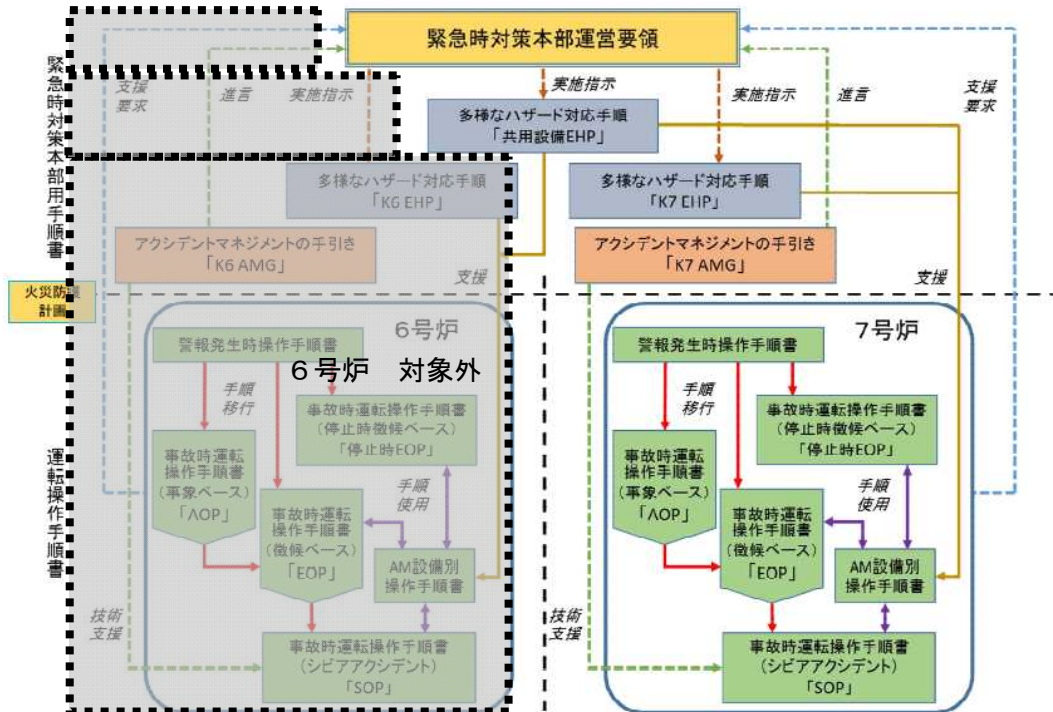 緊急時対策本部運営要領
緊急時対策本部用手順書
運転操作手順書
支援
要求
進言
実施指示
実施指示
実施指示
進言
支援
要求
多様なハザード対応手順
「共用設備EHP」
多様なハザード対応手順
「K6 EHP」
多様なハザード対応手順
「K7 EHP」
アクシデントマネジメントの手引き
「K6 AMG」
アクシデントマネジメントの手引き
「K7 AMG」
支援
支援
火災防護
計画
6号炉
警報発生時操作手順書
6号炉 対象外
手順
移行
事故時運転操作手順書
(停止時徴候ベース)
「停止時EOP」
事故時運転
操作手順書
(事象ベース)
「AOP」
手順
使用
事故時運転
操作手順書
(徴候ベース)
「EOP」
AM設備別
操作手順書
技術
支援
事故時運転操作手順書
(シビアアクシデント)
「SOP」
7号炉
警報発生時操作手順書
手順
移行
事故時運転操作手順書
(停止時徴候ベース)
「停止時EOP」
事故時運転
操作手順書
(事象ベース)
「AOP」
手順
使用
事故時運転
操作手順書
(徴候ベース)
「EOP」
AM設備別
操作手順書
技術
支援
事故時運転操作手順書
(シビアアクシデント)
「SOP」